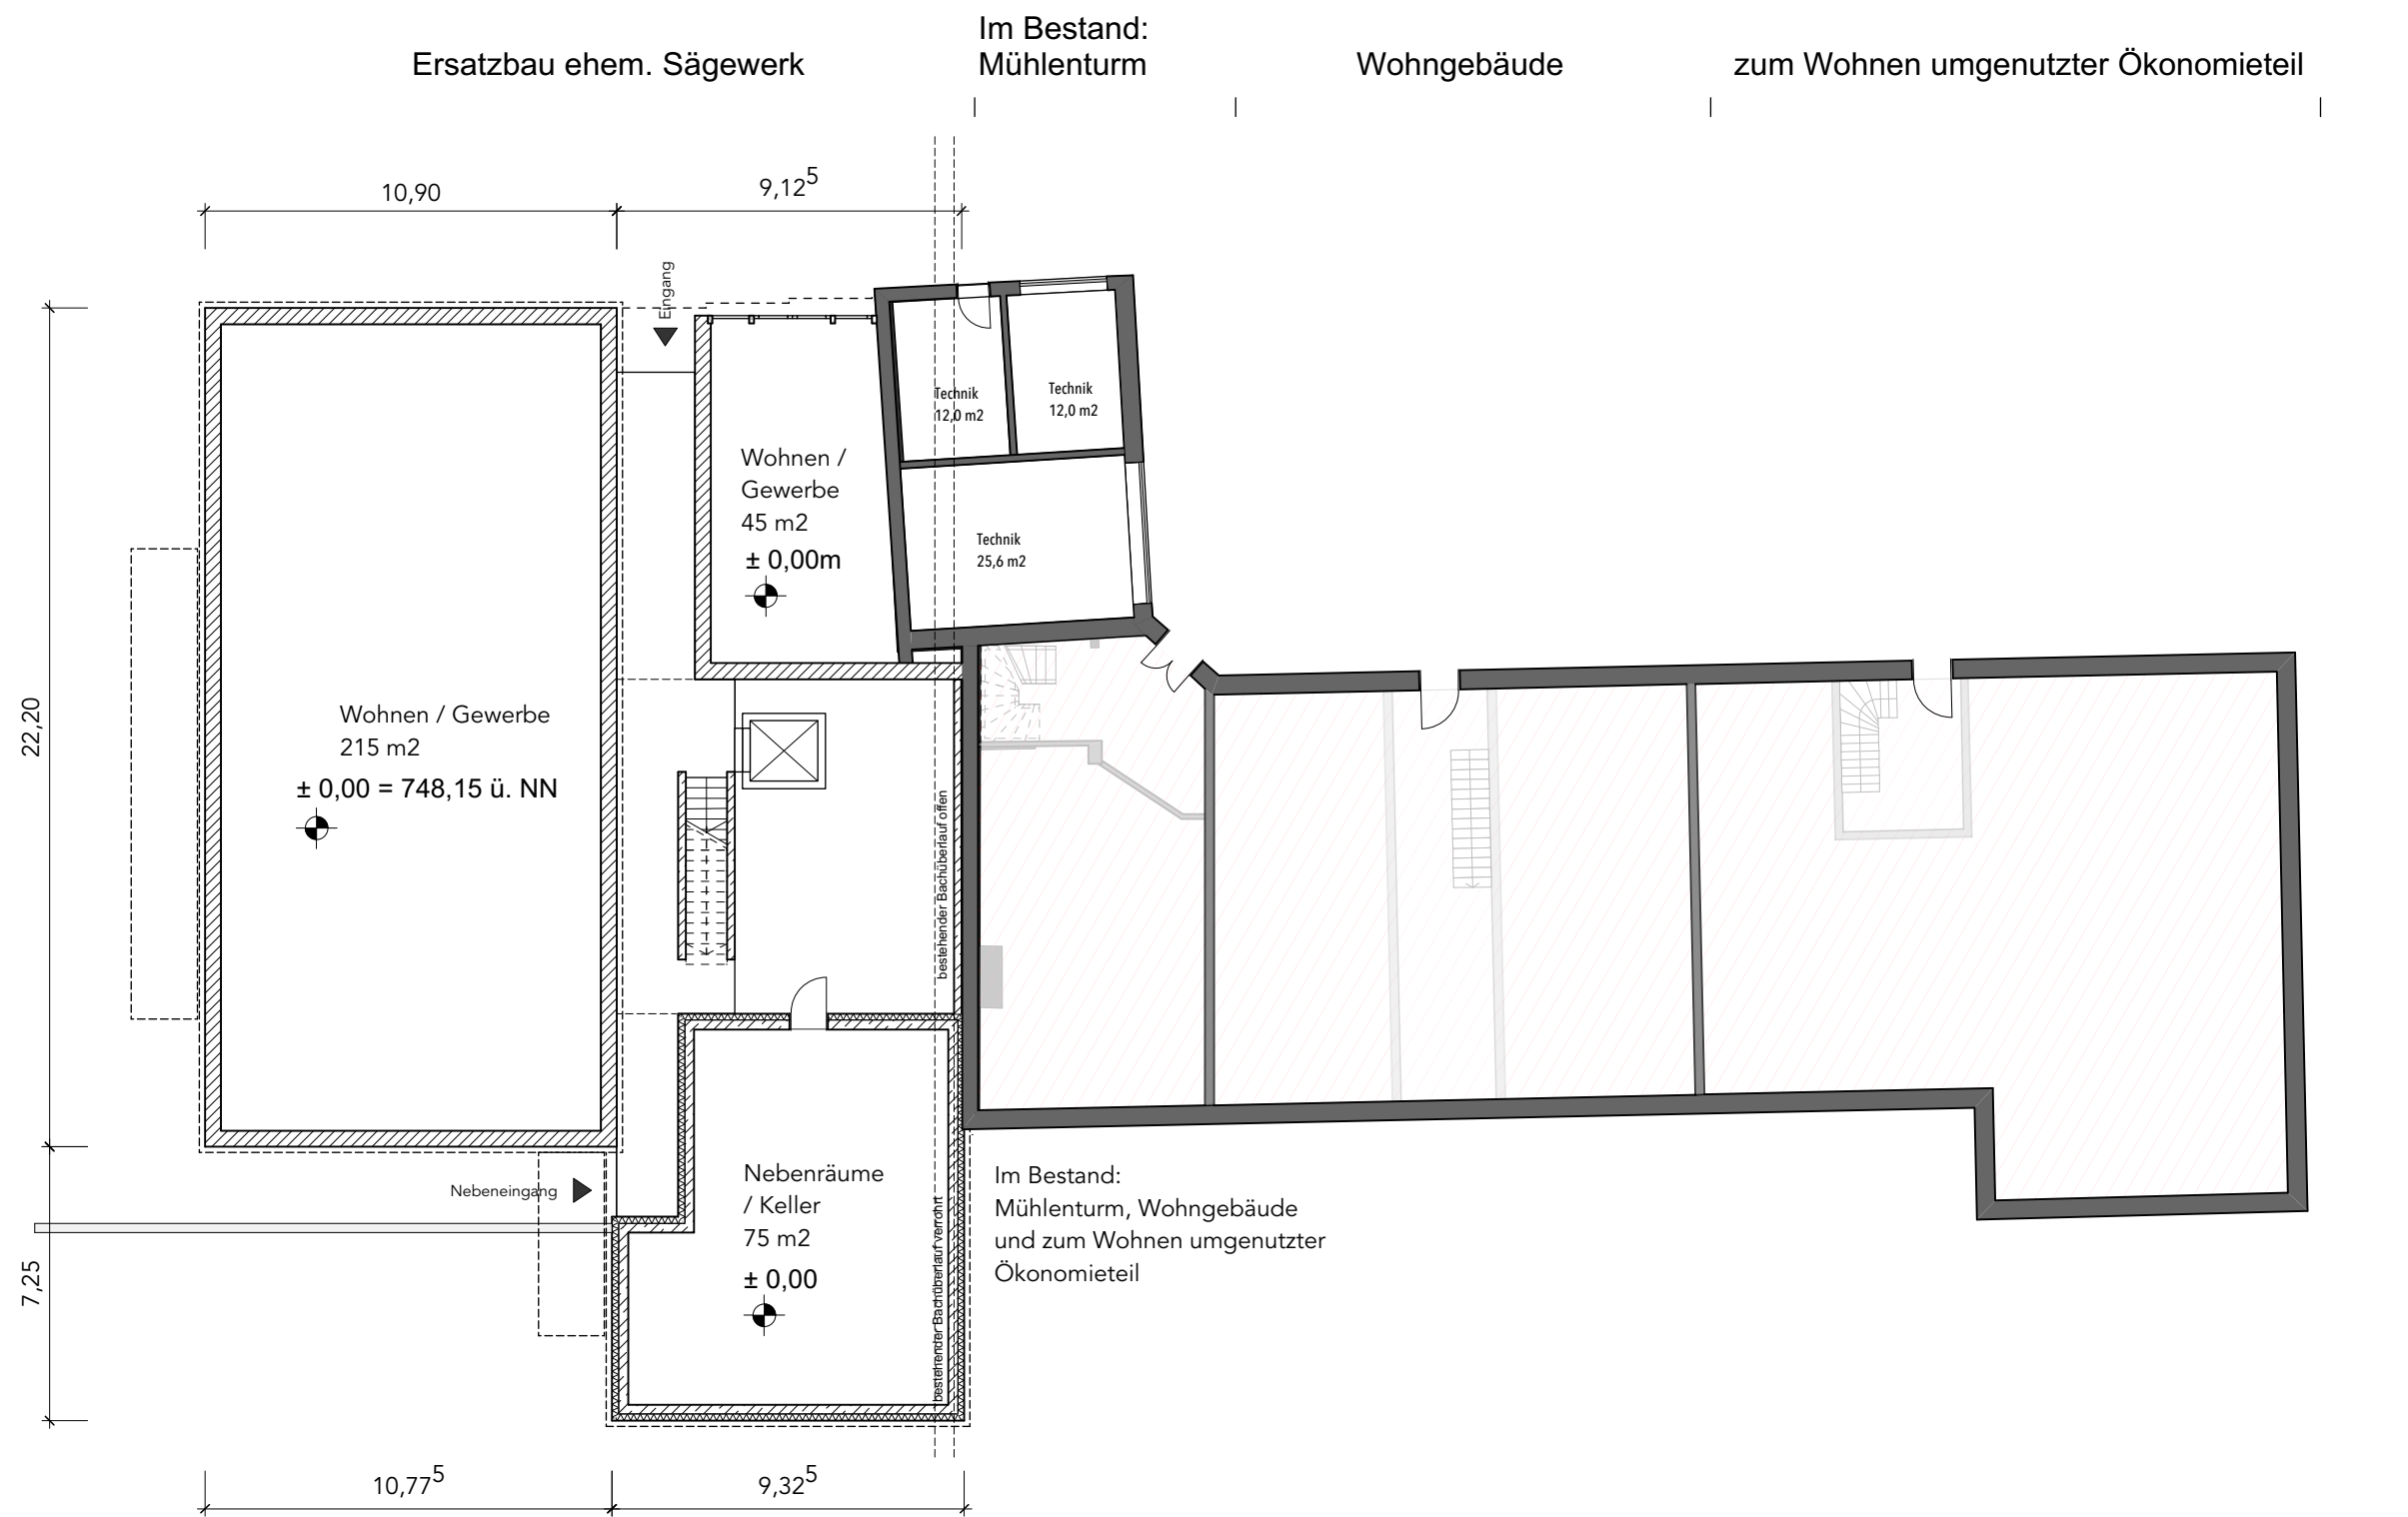 Im Bestand:
Ersatzbau ehem. Sägewerk
Mühlenturm
Wohngebäude
zum Wohnen umgenutzter Ökonomieteil
10,90
9,12⁵
Eingang
Technik
12,0 m2
Technik
12,0 m2
Wohnen /
Gewerbe
45 m2
± 0,00m
Technik
25,6 m2
22,20
Wohnen / Gewerbe
215 m2
± 0,00 = 748,15 ü. NN
bestehender Bachüberlauf offen
Nebeneingang
Nebenräume
/ Keller
75 m2
± 0,00
bestehender Bachüberlauf verrohrt
Im Bestand:
Mühlenturm, Wohngebäude
und zum Wohnen umgenutzter
Ökonomieteil
7,25
10,77⁵
9,32⁵